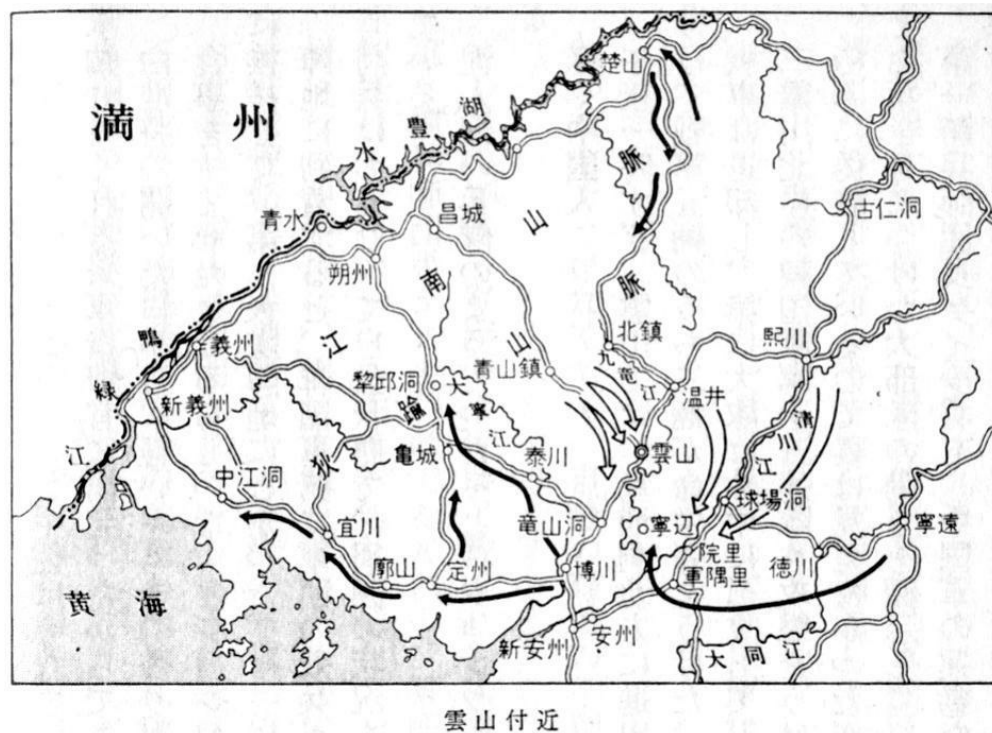 満州
水豊湖
楚山
青水
昌城
朔州
古仁洞
江南山脈
鴨緑江
義州
新義州
青山鎮
北鎮
九竜江
温井
熙川
清川江
狄踰山脈
犂邱洞
大寧江
亀城
泰川
雲山
球場洞
中江洞
宜川
竜山洞
寧辺
院里
軍隅里
徳川
寧遠
郭山
定州
博川
黄海
新安州
安州
大同江
雲山付近